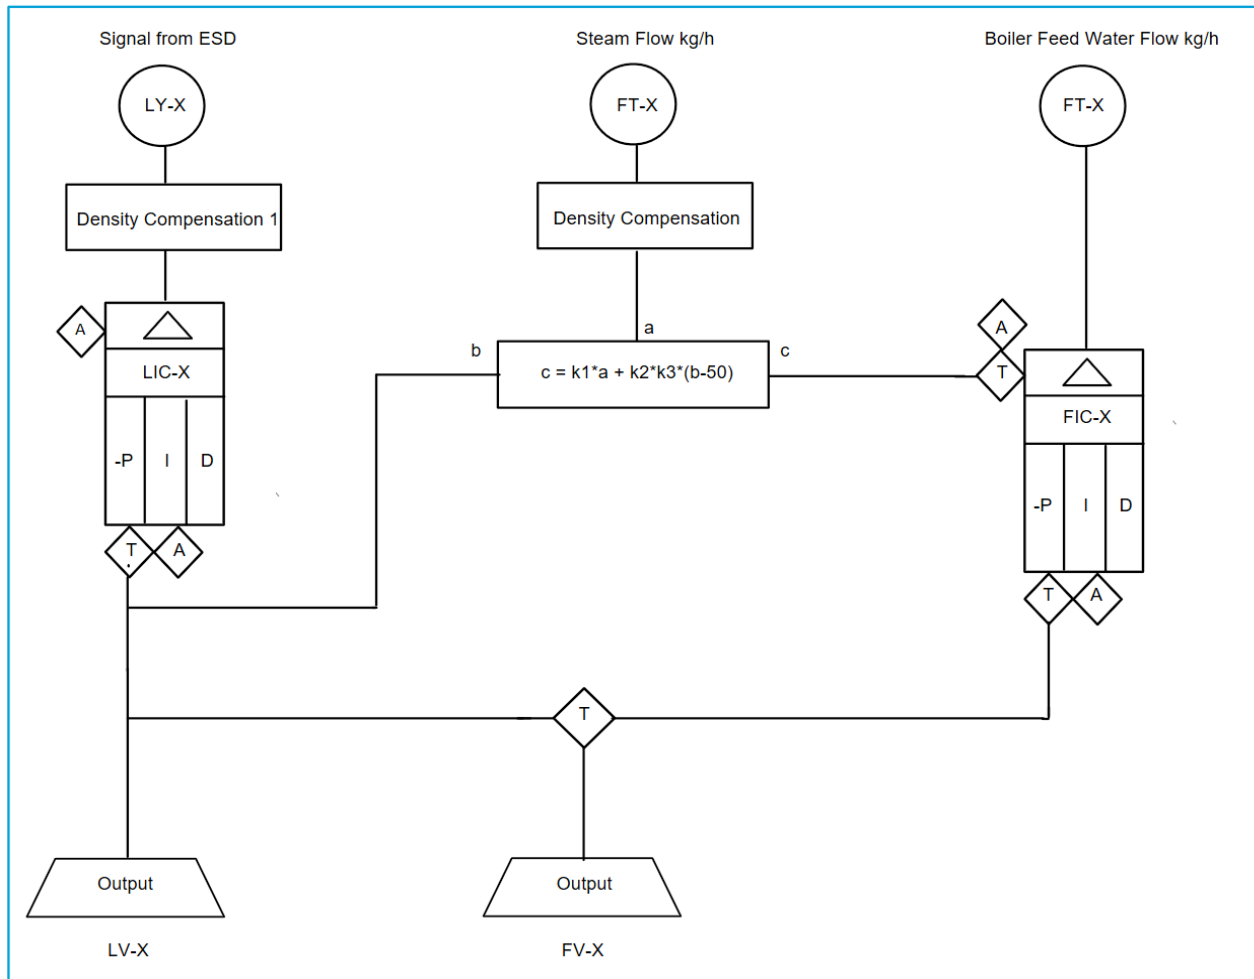 Signal from ESD
Steam Flow kg/h
Boiler Feed Water Flow kg/h
LY-X
FT-X
FT-X
Density Compensation 1
Density Compensation
A
LIC-X
-P
I
D
T
A
a
b
c
c = k1*a + k2*k3*(b-50)
A
T
FIC-X
-P
I
D
T
A
T
Output
Output
LV-X
FV-X